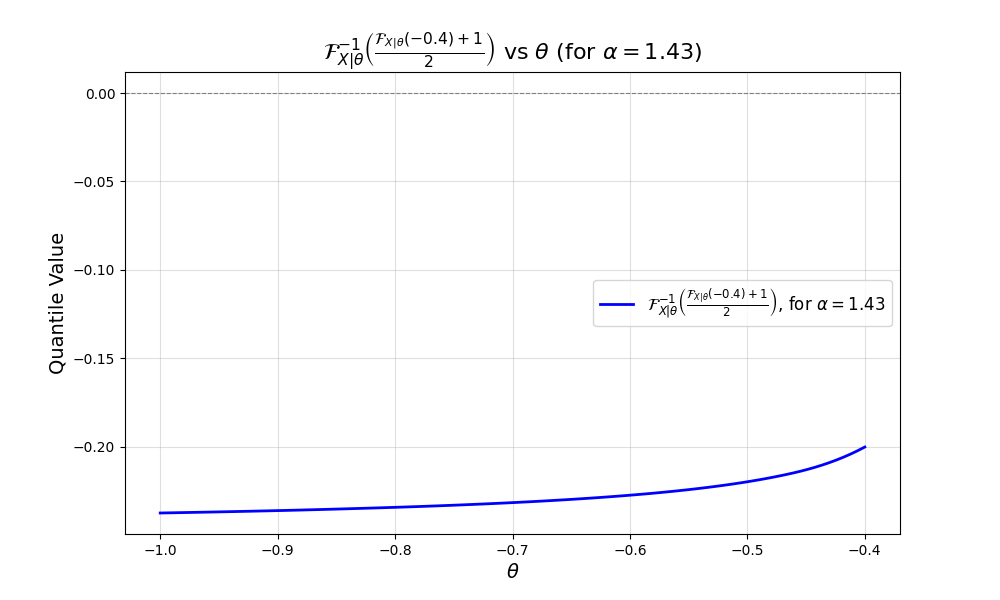 $\mathcal{F}_{X|\theta}^{-1}\left(\frac{\mathcal{F}_{X|\theta}(-0.4)+1}{2}\right)$ vs $\theta$ (for $\alpha = 1.43$)
0.00
−0.05
−0.10
−0.15
−0.20
Quantile Value
$\mathcal{F}_{X|\theta}^{-1}\left(\frac{\mathcal{F}_{X|\theta}(-0.4)+1}{2}\right)$, for $\alpha = 1.43$
−1.0 −0.9 −0.8 −0.7 −0.6 −0.5 −0.4
$\theta$